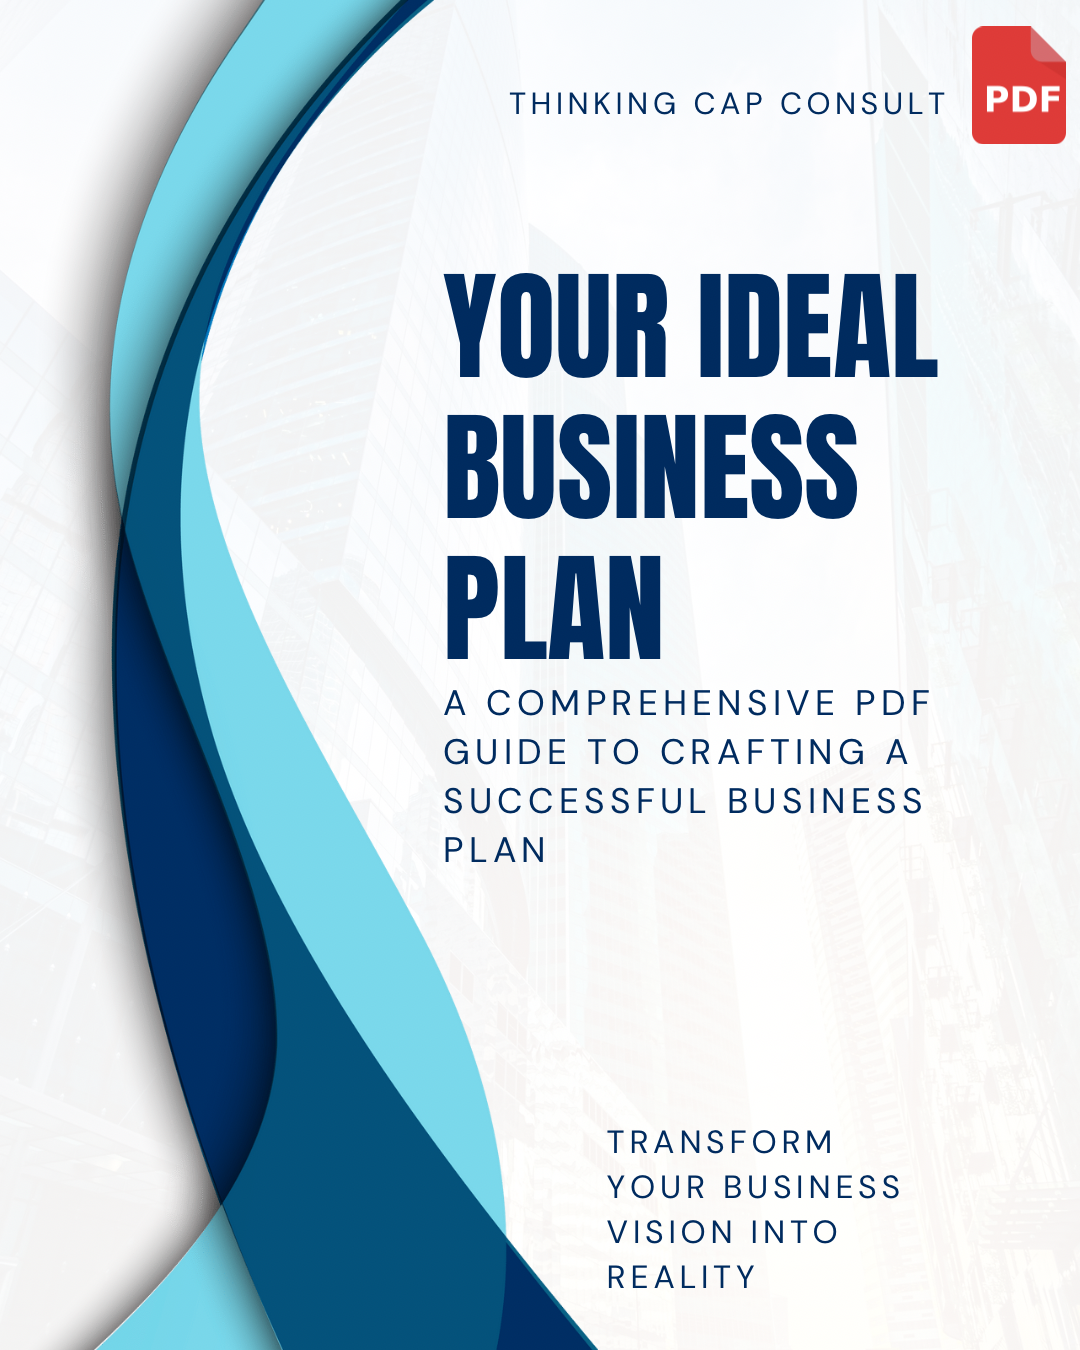 THINKING CAP CONSULT
PDF
YOUR IDEAL
BUSINESS
PLAN
A COMPREHENSIVE PDF
GUIDE TO CRAFTING A
SUCCESSFUL BUSINESS
PLAN
TRANSFORM
YOUR BUSINESS
VISION INTO
REALITY